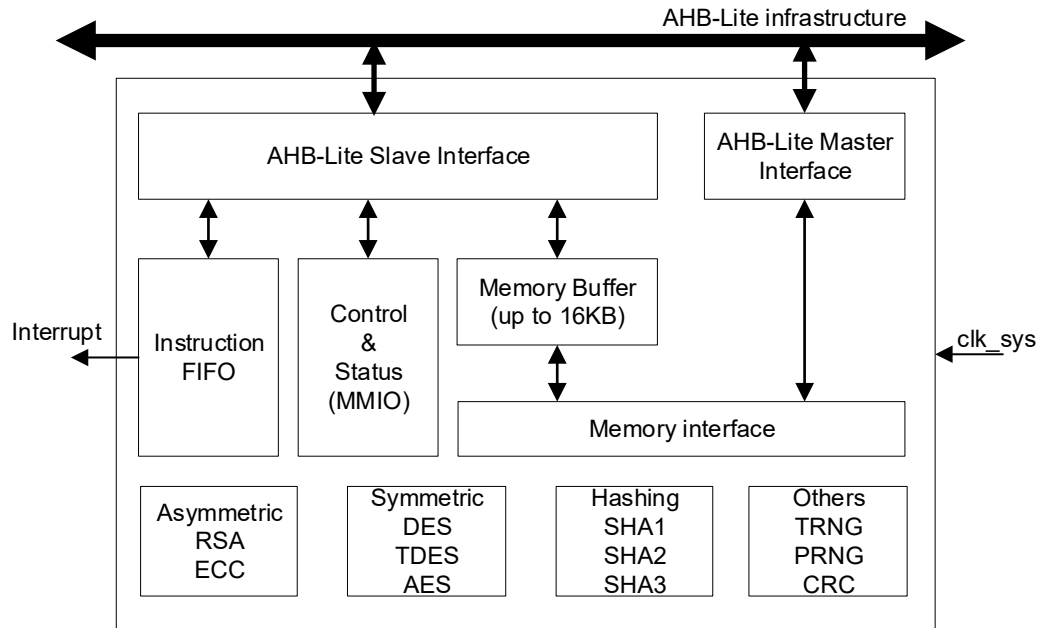 AHB-Lite infrastructure
AHB-Lite Slave Interface
AHB-Lite Master
Interface
Interrupt
Instruction
FIFO
Control
&
Status
(MMIO)
Memory Buffer
(up to 16KB)
clk_sys
Memory interface
Asymmetric
RSA
ECC
Symmetric
DES
TDES
AES
Hashing
SHA1
SHA2
SHA3
Others
TRNG
PRNG
CRC